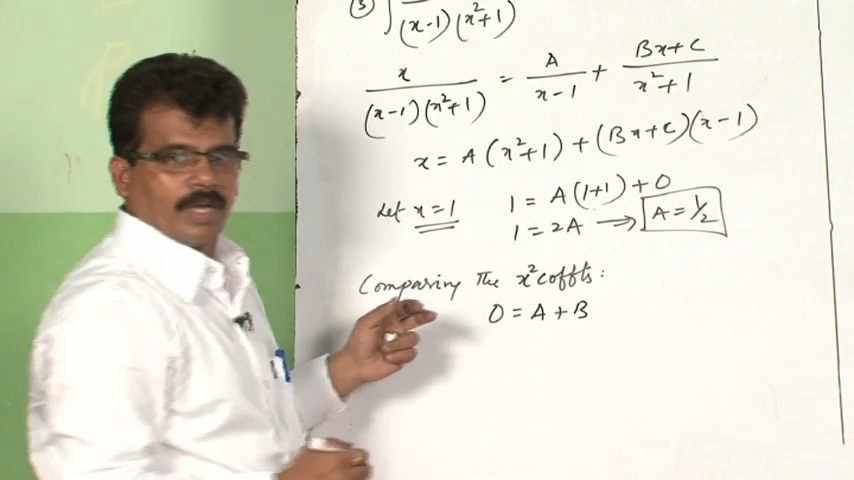 ③ ∫ / (x-1)(x²+1)
x / (x-1)(x²+1) = A / x-1 + Bx+C / x²+1
x = A(x²+1) + (Bx+C)(x-1)
Let x=1 1 = A(1+1) + 0
1 = 2A → A = 1/2
Comparing the x² coffts:
0 = A + B